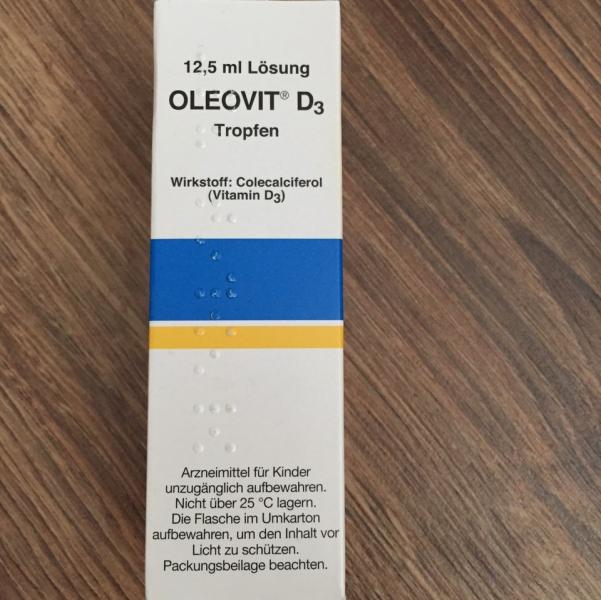 12,5 ml Lösung
OLEOVIT® D3
Tropfen
Wirkstoff: Colecalciferol
(Vitamin D3)
Arzneimittel für Kinder
unzugänglich aufbewahren.
Nicht über 25 °C lagern.
Die Flasche im Umkarton
aufbewahren, um den Inhalt vor
Licht zu schützen.
Packungsbeilage beachten.